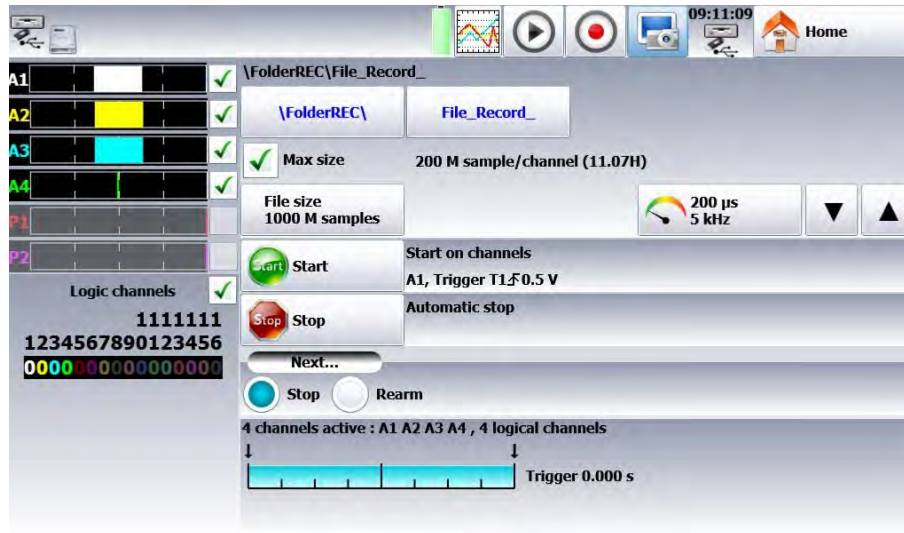 09:11:09
Home
A1
A2
A3
A4
P1
P2
Logic channels
1111111
1234567890123456
0000000000000000
\FolderREC\File_Record_
\FolderREC\
File_Record_
Max size
200 M sample/channel (11.07H)
File size
1000 M samples
200 µs
5 kHz
Start
Start
Start on channels
A1, Trigger T1 0.5 V
Stop
Stop
Automatic stop
Next...
Stop
Rearm
4 channels active : A1 A2 A3 A4 , 4 logical channels
Trigger 0.000 s